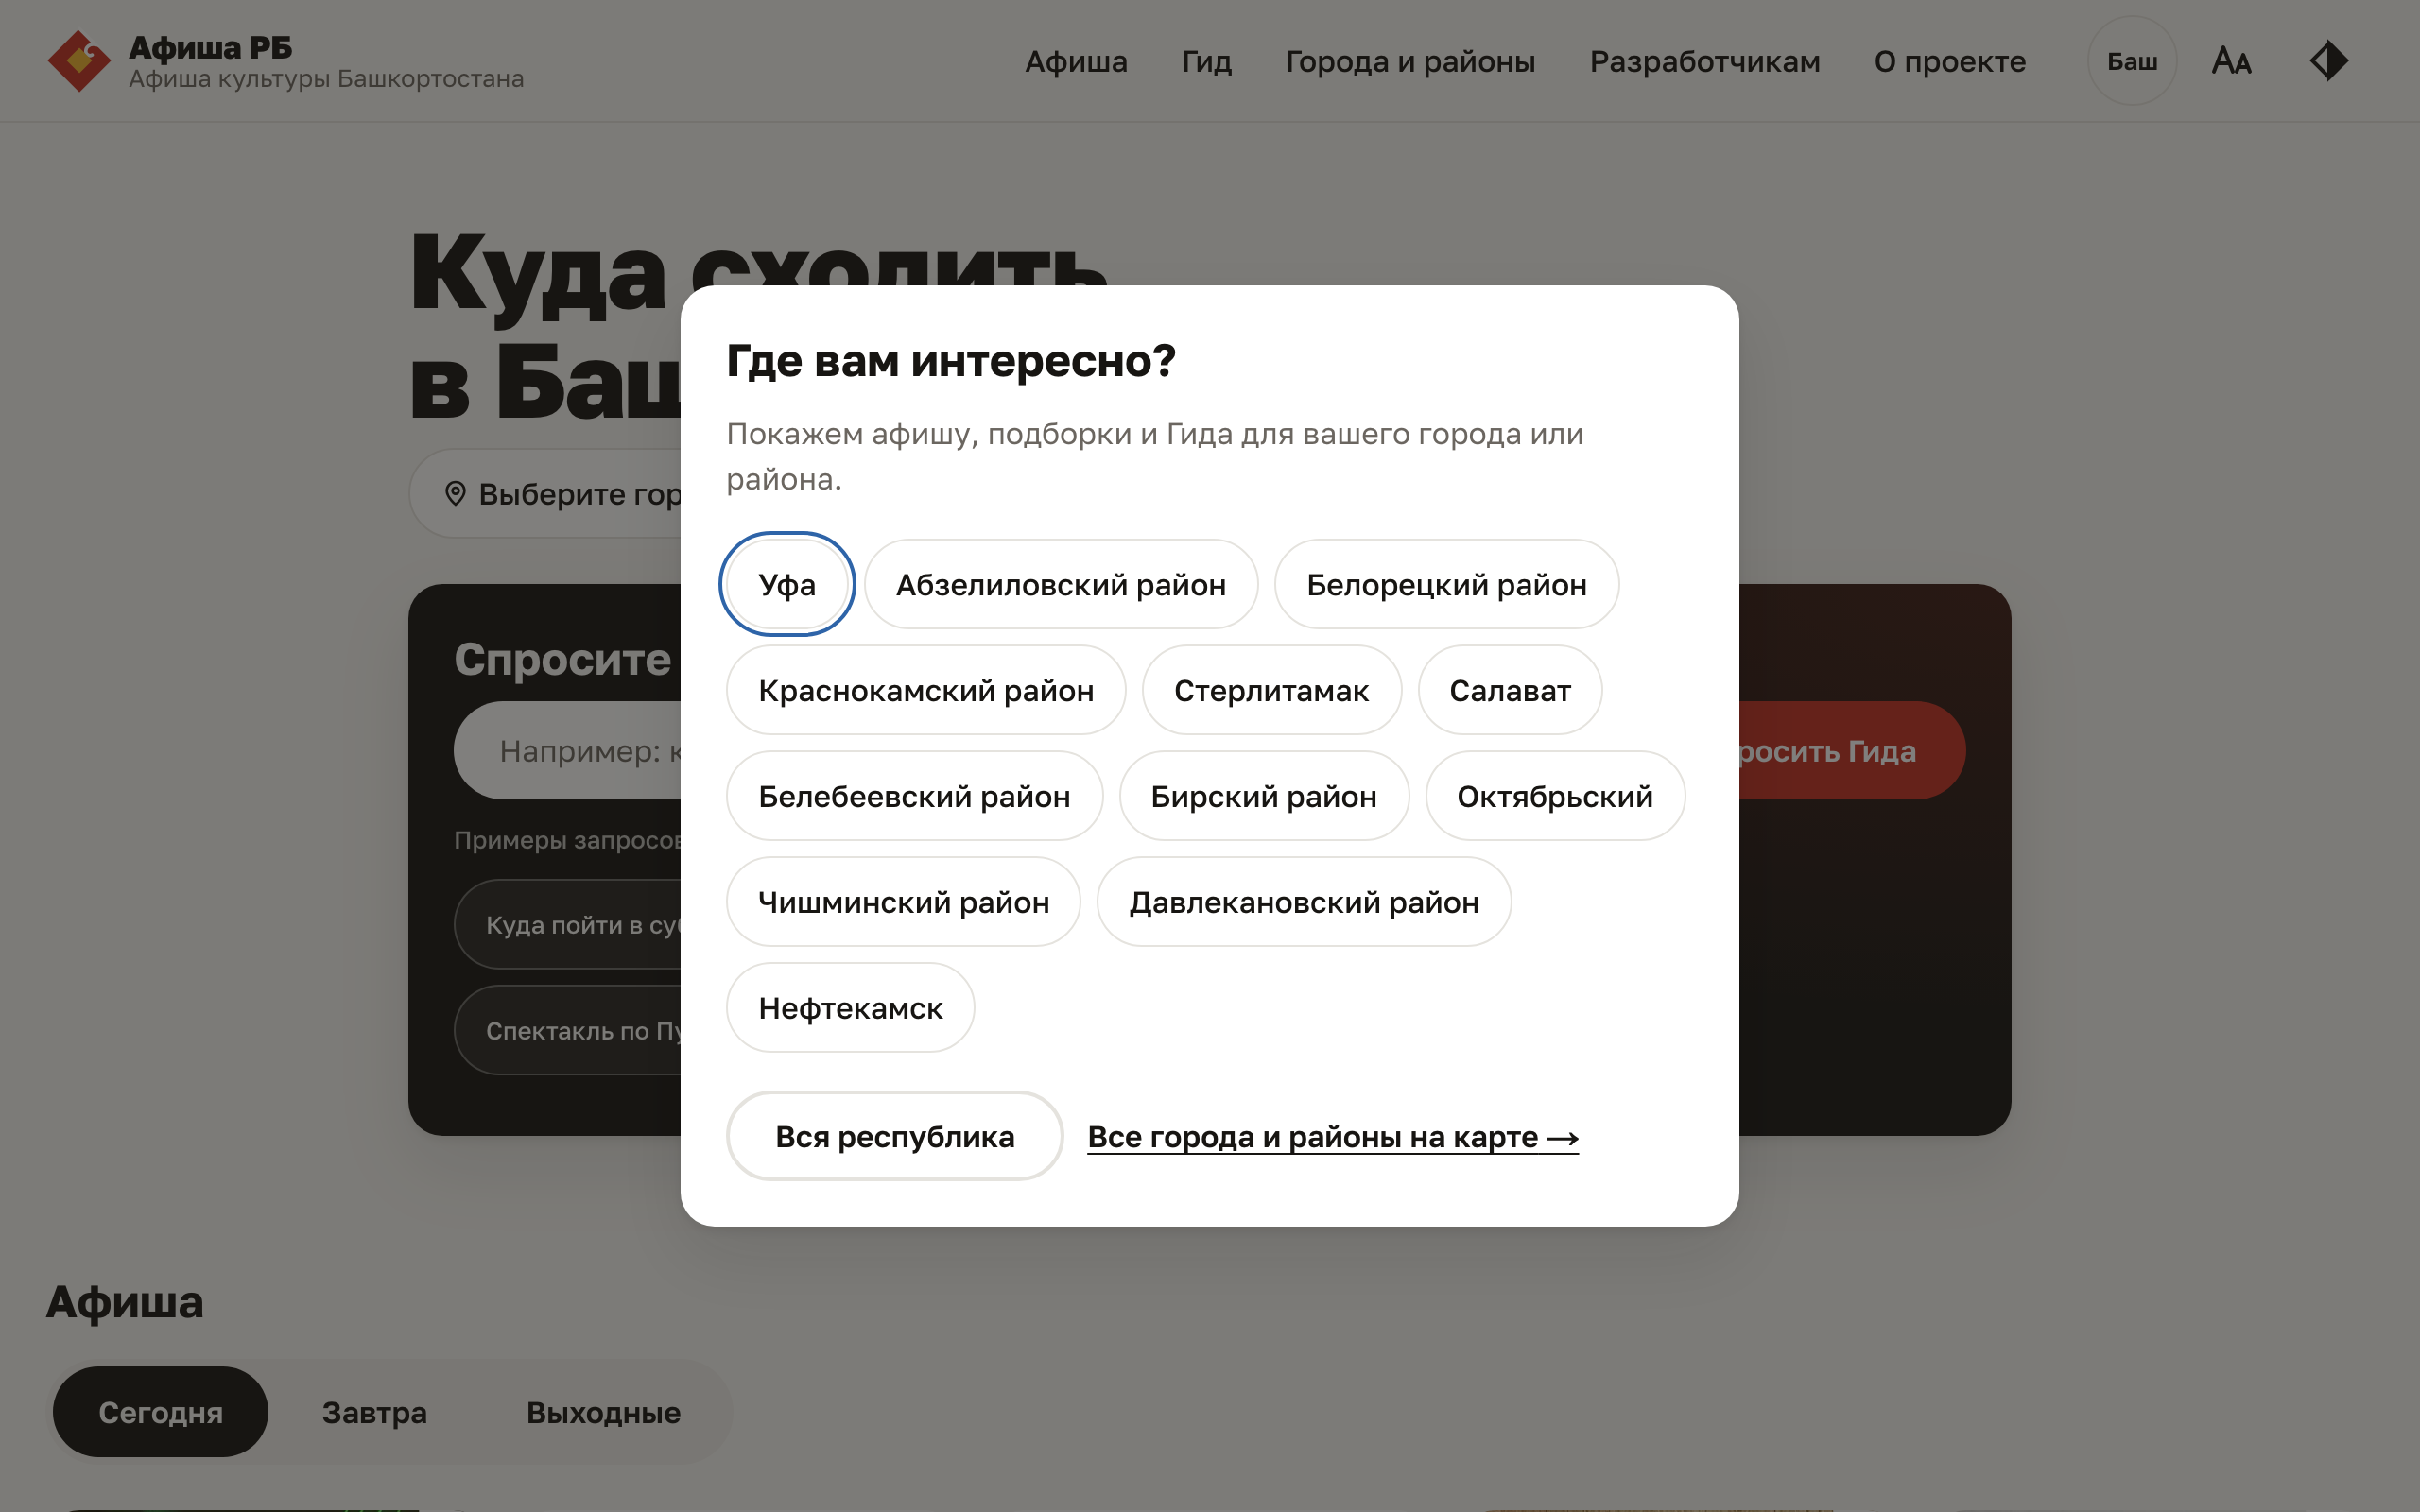 Афиша РБ
Афиша культуры Башкортостана
Афиша Гид Города и районы Разработчикам О проекте Баш АА
Куда сходить
в Баш
Выберите гор
Где вам интересно?
Покажем афишу, подборки и Гида для вашего города или
района.
Уфа Абзелиловский район Белорецкий район
Краснокамский район Стерлитамак Салават
Белебеевский район Бирский район Октябрьский
Чишминский район Давлекановский район
Нефтекамск
Вся республика Все города и районы на карте →
Спросите
Например: к
росить Гида
Примеры запросов
Куда пойти в суб
Спектакль по Пу
Афиша
Сегодня Завтра Выходные